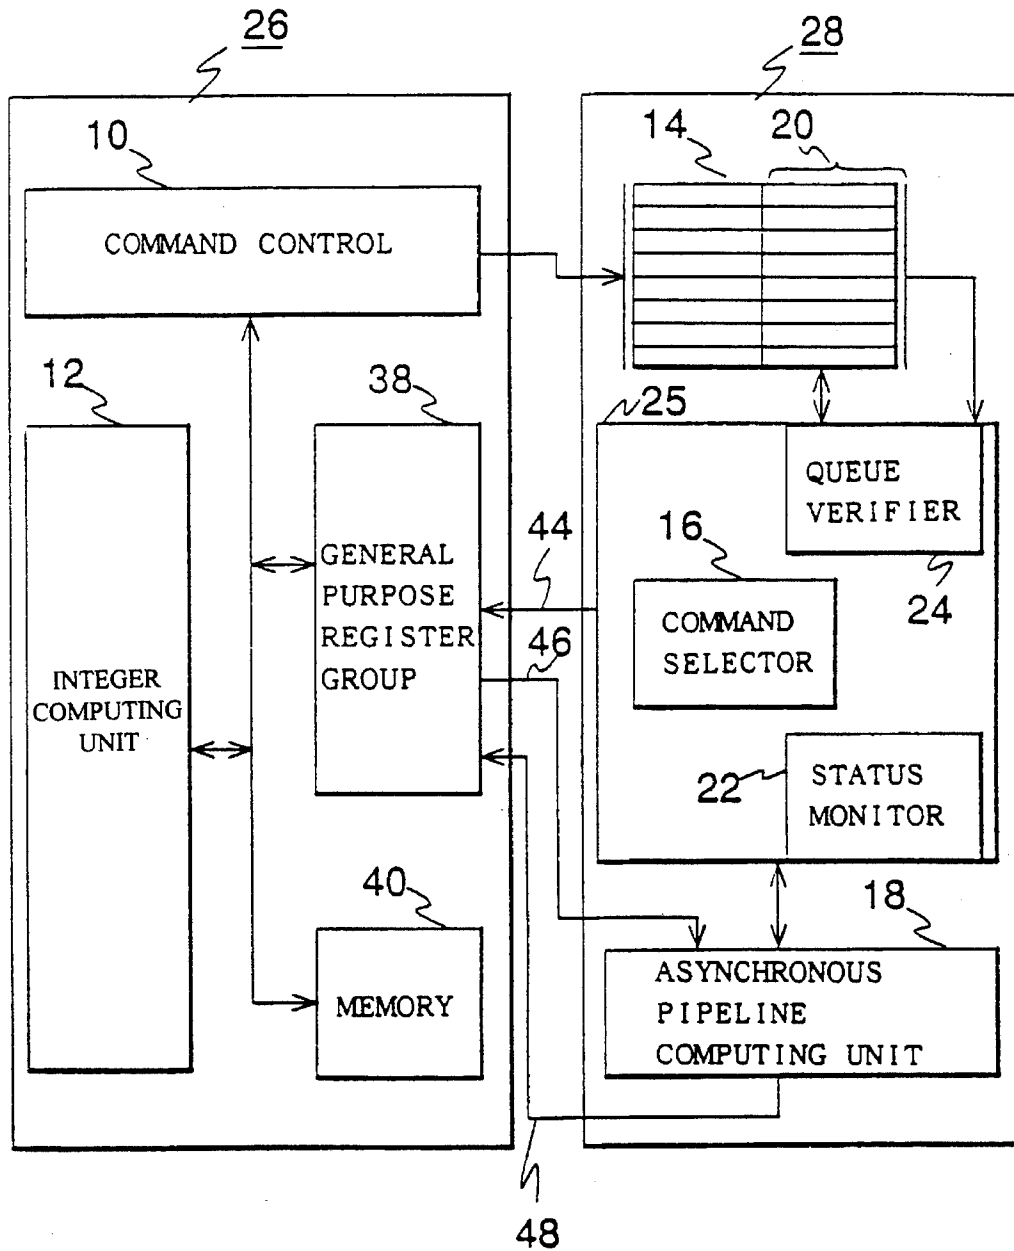 26
28
10
COMMAND CONTROL
14
20
12
INTEGER
COMPUTING
UNIT
38
GENERAL
PURPOSE
REGISTER
GROUP
44
46
25
QUEUE
VERIFIER
24
16
COMMAND
SELECTOR
22
STATUS
MONITOR
40
MEMORY
18
ASYNCHRONOUS
PIPELINE
COMPUTING UNIT
48